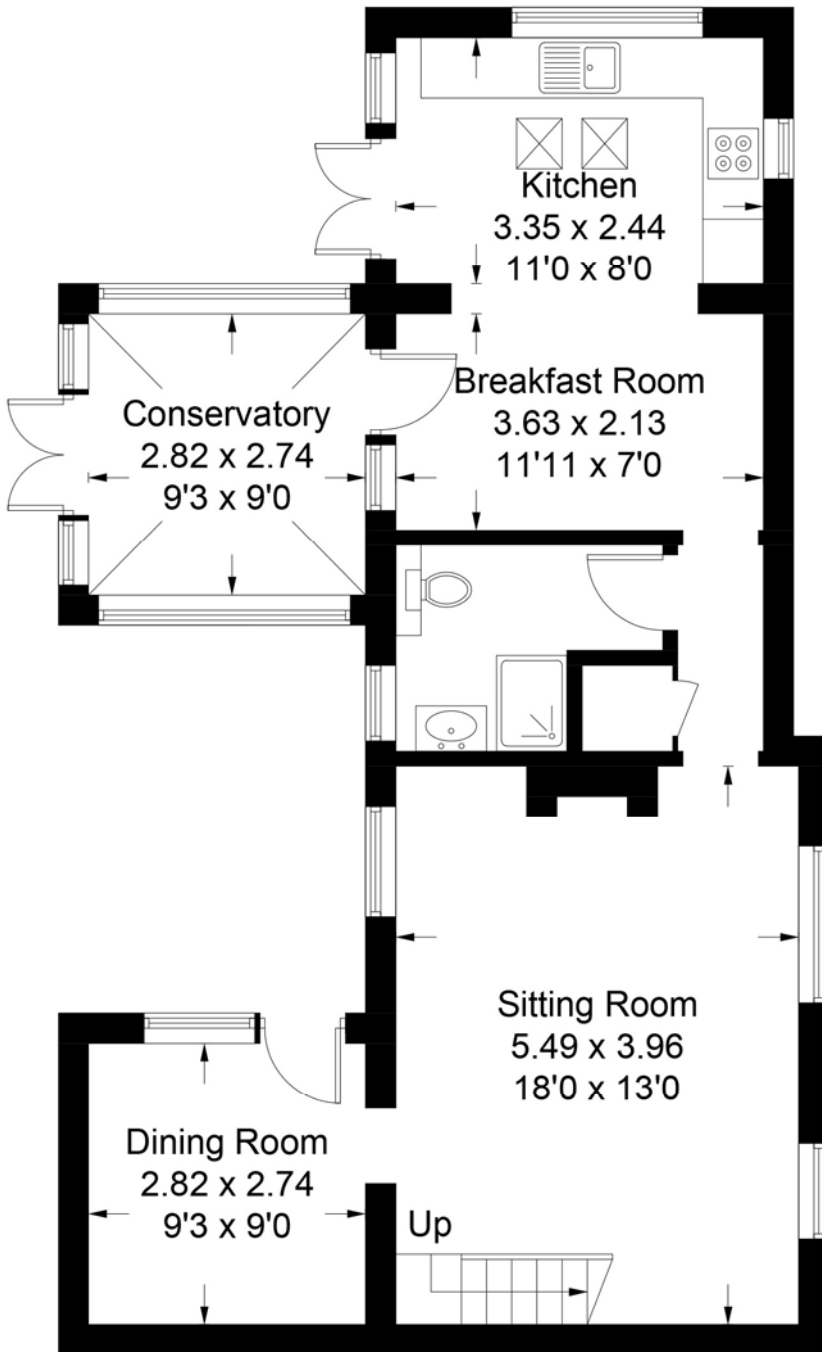 Kitchen
3.35 x 2.44
11'0 x 8'0
Breakfast Room
3.63 x 2.13
11'11 x 7'0
Conservatory
2.82 x 2.74
9'3 x 9'0
Sitting Room
5.49 x 3.96
18'0 x 13'0
Dining Room
2.82 x 2.74
9'3 x 9'0
Up